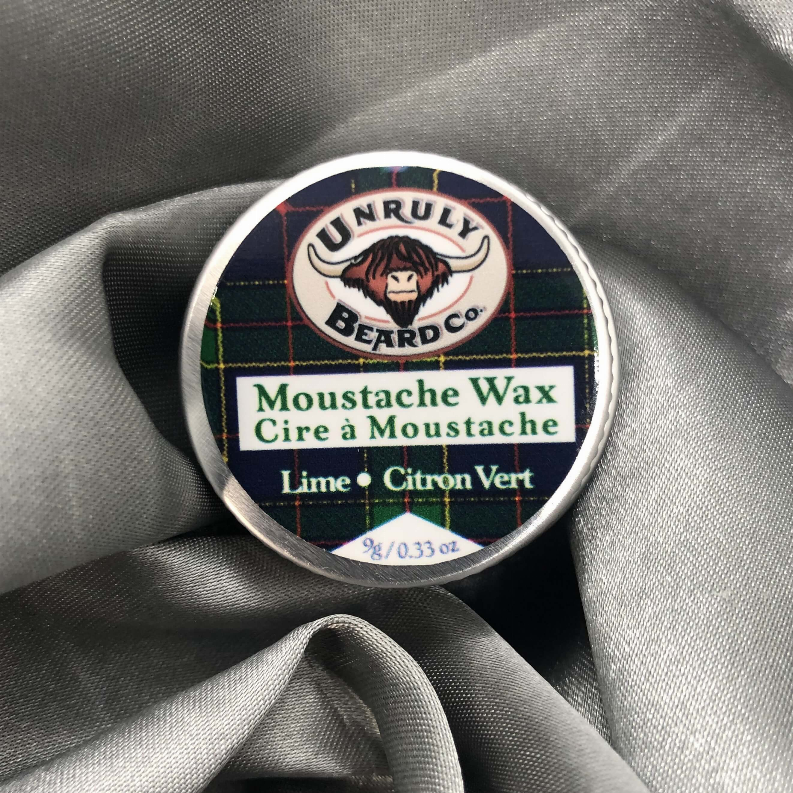 UNRULY
BEARD CO.
Moustache Wax
Cire à Moustache
Lime • Citron Vert
9g/0.33 oz